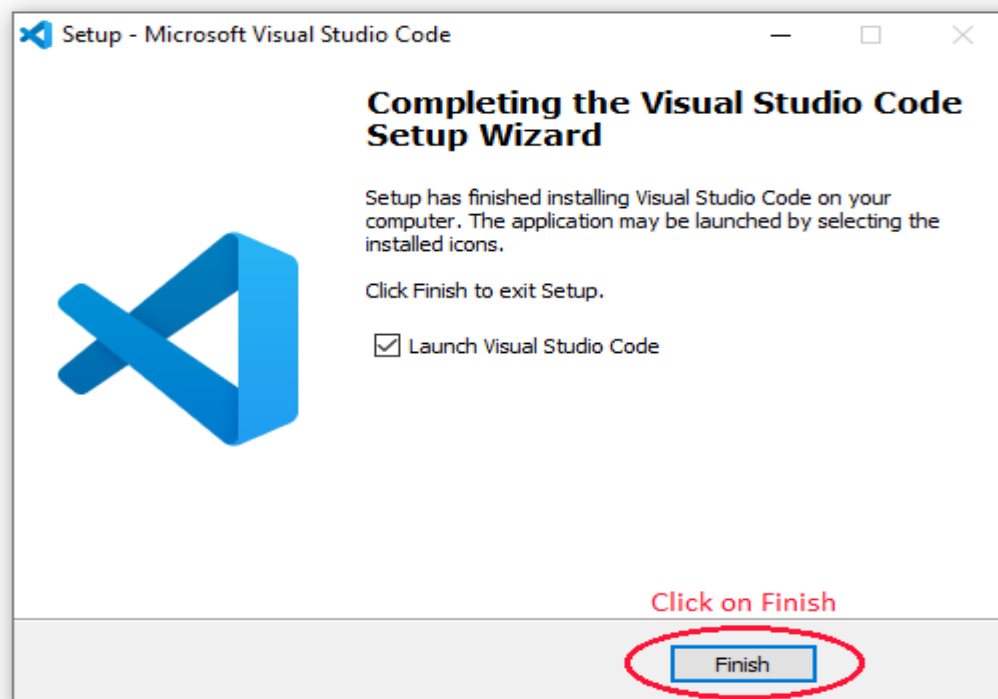 Setup - Microsoft Visual Studio Code
Completing the Visual Studio Code
Setup Wizard
Setup has finished installing Visual Studio Code on your
computer. The application may be launched by selecting the
installed icons.
Click Finish to exit Setup.
Launch Visual Studio Code
Click on Finish
Finish